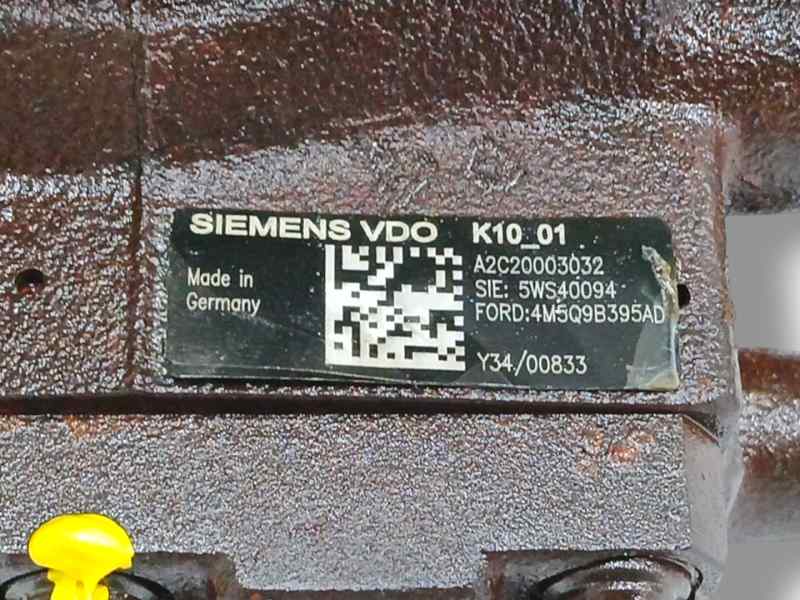 SIEMENS VDO K10_01
A2C20003032
Made in
Germany
SIE: 5WS40094
FORD:4M5Q9B395AD
Y34/00833